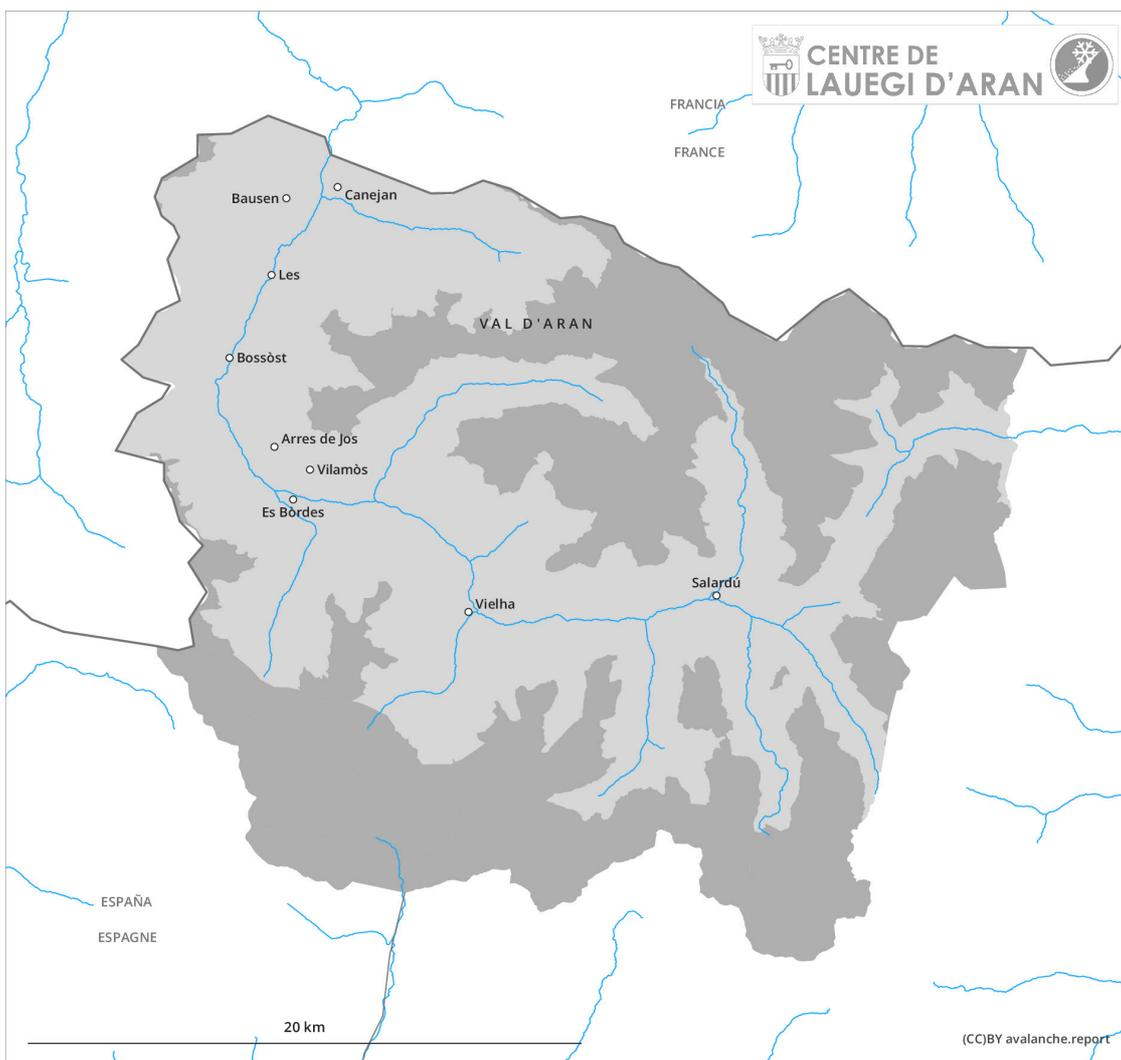 CENTRE DE
LAUEGI D'ARAN
FRANCIA
FRANCE
Bausen
Canejan
Les
VAL D'ARAN
Bossòst
Arres de Jos
Vilamòs
Es Bòrdes
Salardú
Vielha
ESPAÑA
ESPAGNE
20 km
(CC)BY avalanche.report